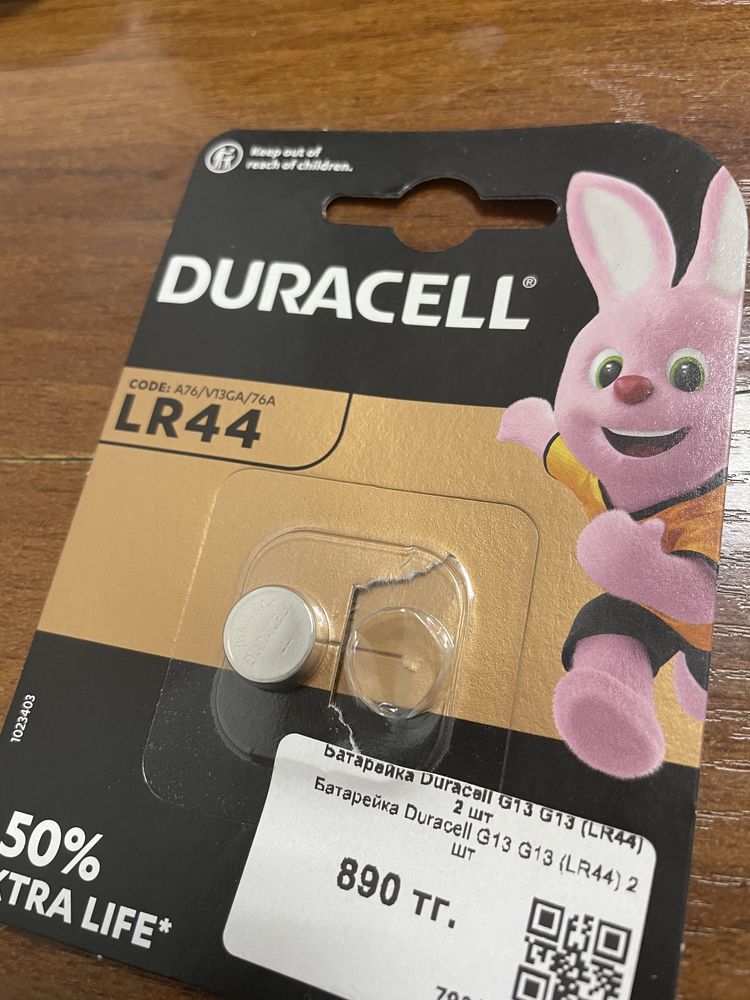 Keep out of
reach of children.
DURACELL®
CODE: A76/V13GA/76A
LR44
DURACELL
1023403
50%
XTRA LIFE*
Батарейка Duracell G13 G13 (LR44)
2 шт
Батарейка Duracell G13 G13 (LR44) 2
шт
890 тг.